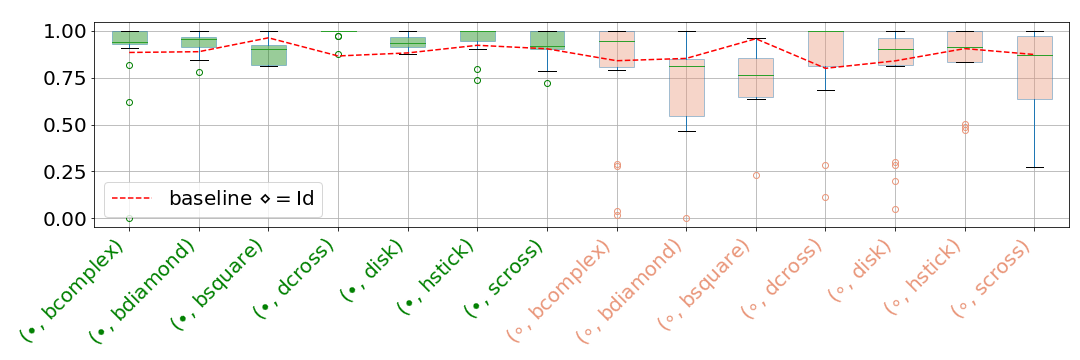 1.00
0.75
0.50
0.25
0.00
baseline ⋄ = Id
(•, bcomplex)
(•, bdiamond)
(•, bsquare)
(•, dcross)
(•, disk)
(•, hstick)
(•, scross)
(∘, bcomplex)
(∘, bdiamond)
(∘, bsquare)
(∘, dcross)
(∘, disk)
(∘, hstick)
(∘, scross)